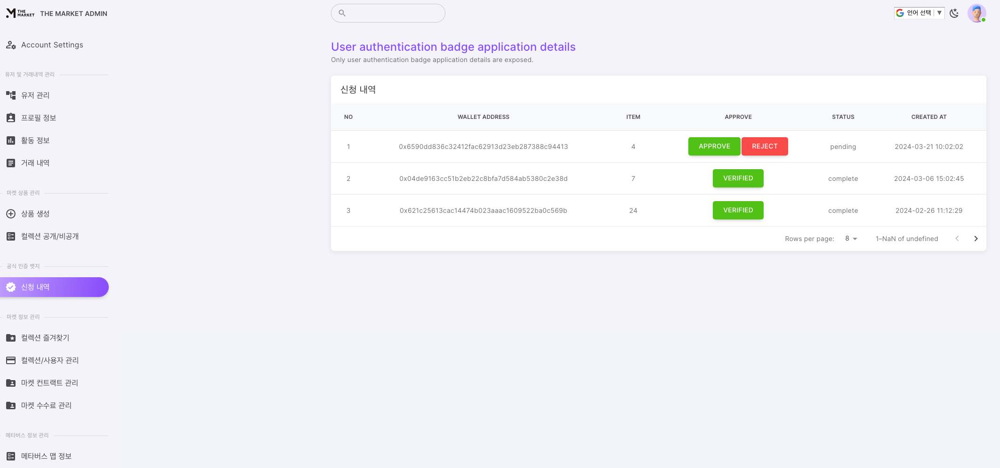 THE MARKET
THE MARKET ADMIN
언어 선택 ▼
Account Settings
유저 및 거래내역 관리
유저 관리
프로필 정보
활동 정보
거래 내역
마켓 상품 관리
상품 생성
컬렉션 공개/비공개
공식 인증 뱃지
신청 내역
마켓 정보 관리
컬렉션 즐겨찾기
컬렉션/사용자 관리
마켓 컨트랙트 관리
마켓 수수료 관리
메타버스 정보 관리
메타버스 맵 정보
User authentication badge application details
Only user authentication badge application details are exposed.
신청 내역
NO WALLET ADDRESS ITEM APPROVE STATUS CREATED AT
1 0x6590dd836c32412fac62913d23eb287388c94413 4 APPROVE REJECT pending 2024-03-21 10:02:02
2 0x04de9163cc51b2eb22c8bfa7d584ab5380c2e38d 7 VERIFIED complete 2024-03-06 15:02:45
3 0x621c25613cac14474b023aaac1609522ba0c569b 24 VERIFIED complete 2024-02-26 11:12:29
Rows per page: 8 1–NaN of undefined